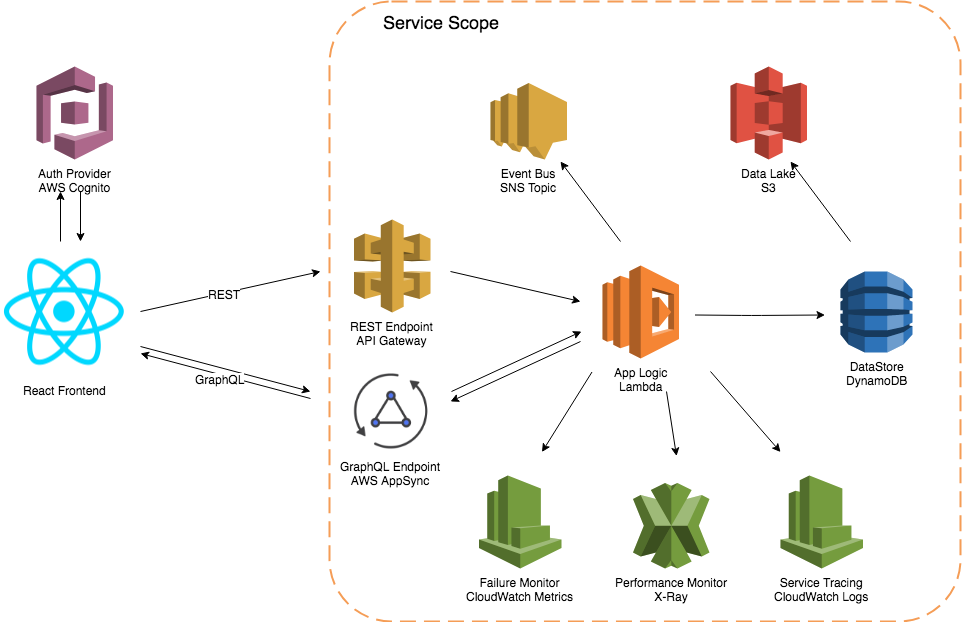 Service Scope
Auth Provider
AWS Cognito
Event Bus
SNS Topic
Data Lake
S3
REST
REST Endpoint
API Gateway
GraphQL
React Frontend
App Logic
Lambda
DataStore
DynamoDB
GraphQL Endpoint
AWS AppSync
Failure Monitor
CloudWatch Metrics
Performance Monitor
X-Ray
Service Tracing
CloudWatch Logs